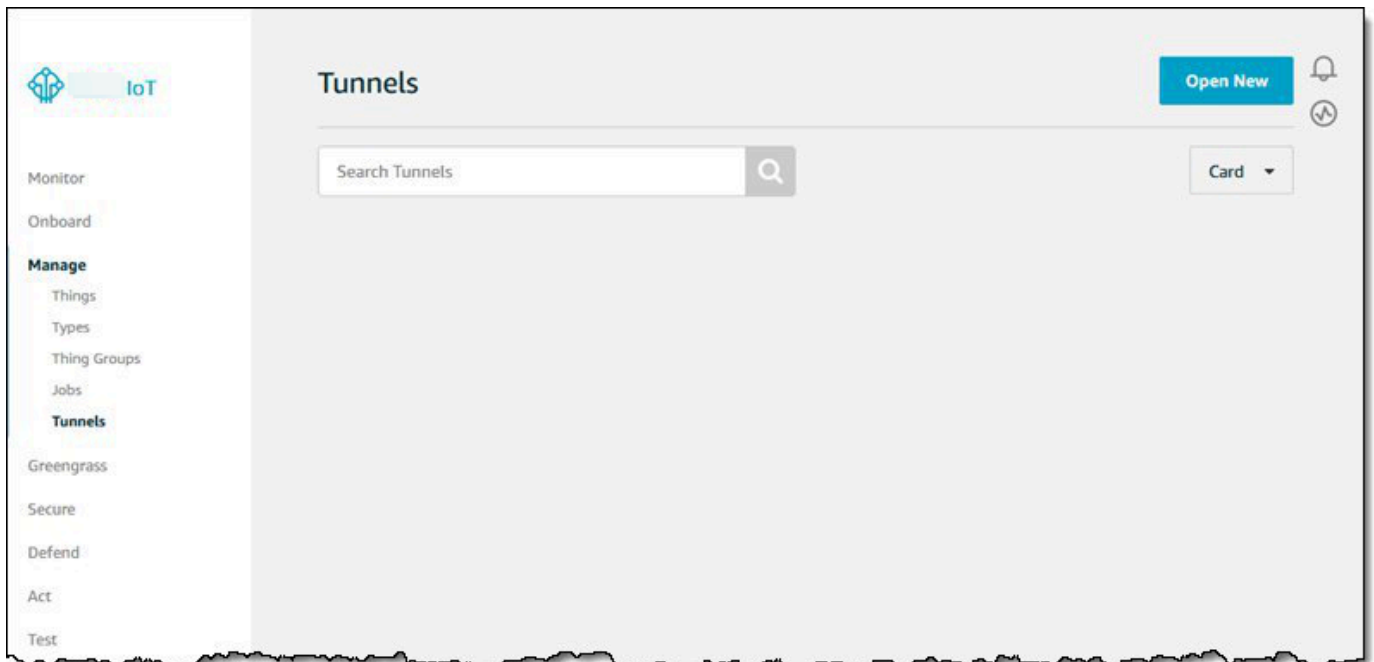 IoT
Monitor
Onboard
Manage
Things
Types
Thing Groups
Jobs
Tunnels
Greengrass
Secure
Defend
Act
Test
Tunnels
Open New
Search Tunnels
Card